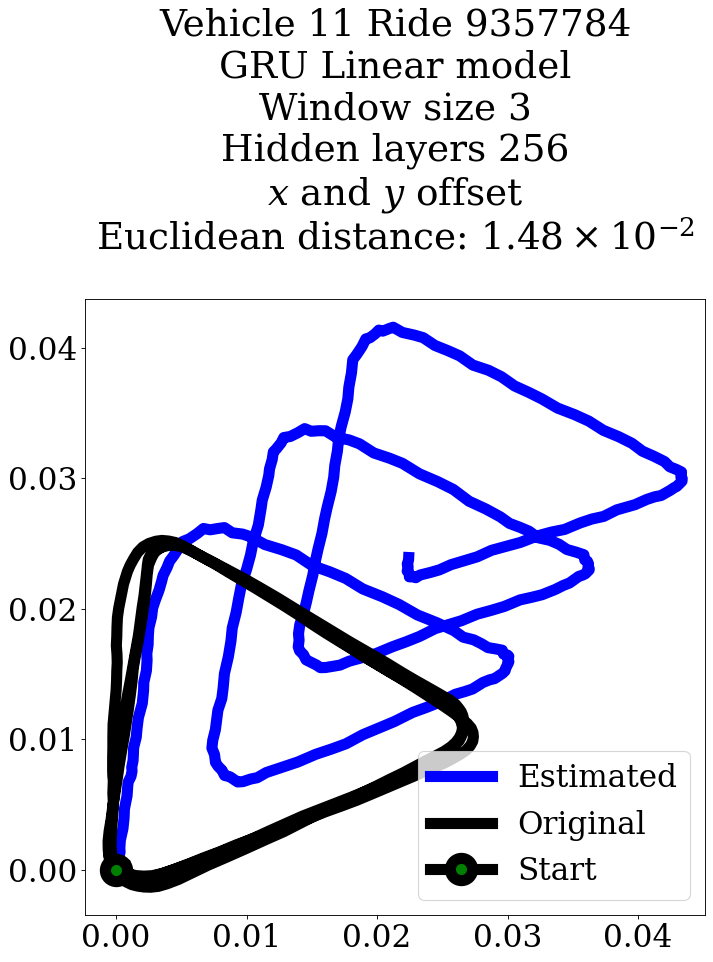 Vehicle 11 Ride 9357784
GRU Linear model
Window size 3
Hidden layers 256
x and y offset
Euclidean distance: 1.48 × 10⁻²
0.04
0.03
0.02
0.01
0.00
Estimated
Original
Start
0.00 0.01 0.02 0.03 0.04